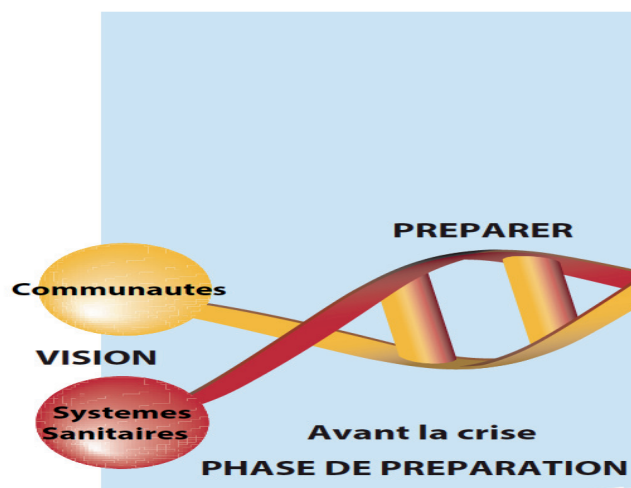 PREPARER
Communautes
VISION
Systemes
Sanitaires
Avant la crise
PHASE DE PREPARATION